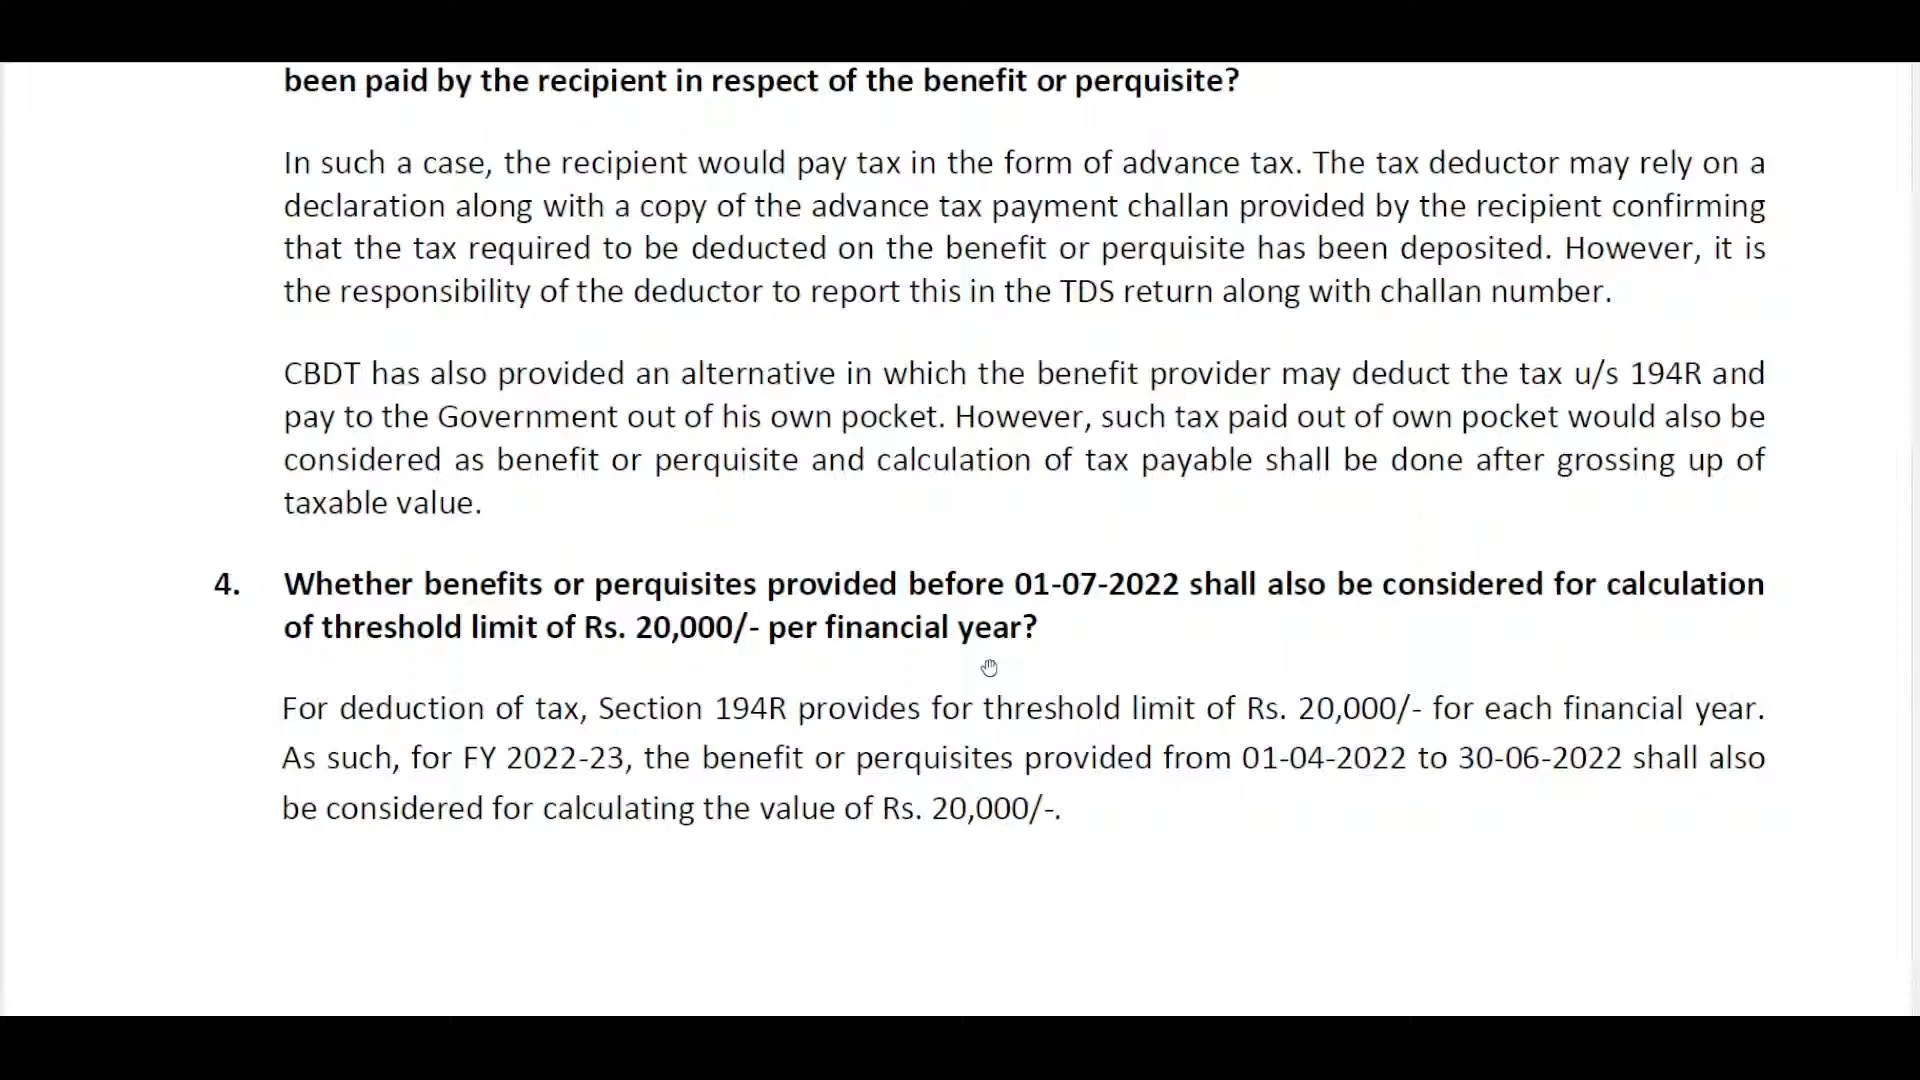 been paid by the recipient in respect of the benefit or perquisite?
In such a case, the recipient would pay tax in the form of advance tax. The tax deductor may rely on a
declaration along with a copy of the advance tax payment challan provided by the recipient confirming
that the tax required to be deducted on the benefit or perquisite has been deposited. However, it is
the responsibility of the deductor to report this in the TDS return along with challan number.
CBDT has also provided an alternative in which the benefit provider may deduct the tax u/s 194R and
pay to the Government out of his own pocket. However, such tax paid out of own pocket would also be
considered as benefit or perquisite and calculation of tax payable shall be done after grossing up of
taxable value.
4. Whether benefits or perquisites provided before 01-07-2022 shall also be considered for calculation
of threshold limit of Rs. 20,000/- per financial year?
For deduction of tax, Section 194R provides for threshold limit of Rs. 20,000/- for each financial year.
As such, for FY 2022-23, the benefit or perquisites provided from 01-04-2022 to 30-06-2022 shall also
be considered for calculating the value of Rs. 20,000/-.